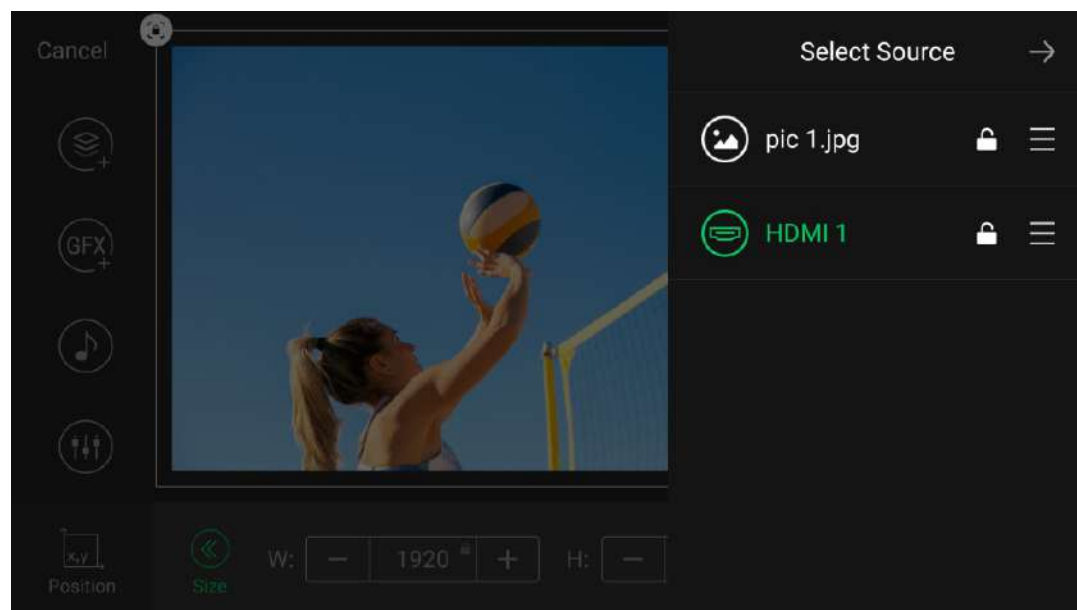 Cancel
Select Source
pic 1.jpg
GFX
HDMI 1
x,y
Position
Size
W:
1920
H: